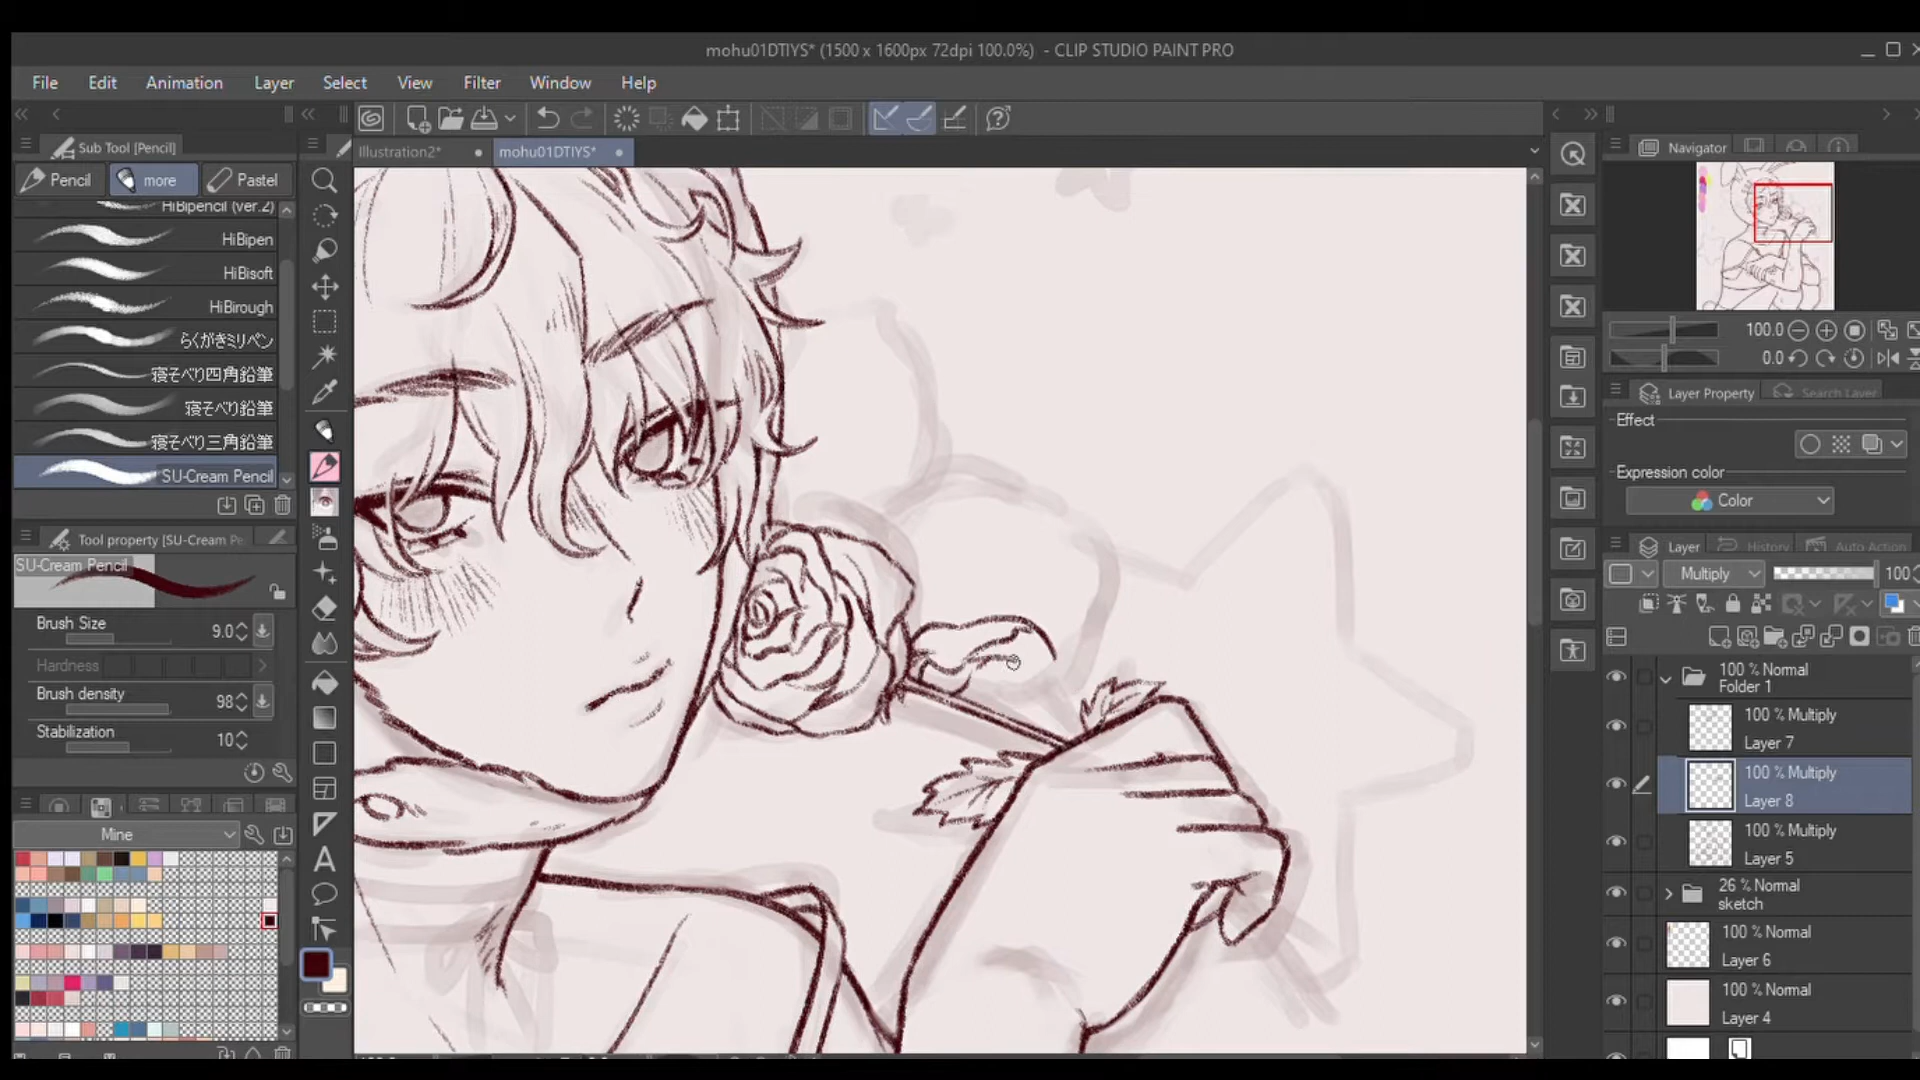 mohu01DTIYS* (1500 x 1600px 72dpi 100.0%) - CLIP STUDIO PAINT PRO
File Edit Animation Layer Select View Filter Window Help
Sub Tool [Pencil]
Illustration2*
mohu01DTIYS*
Navigator
Pencil
more
Pastel
HiBipencil (ver.2)
HiBipen
HiBisoft
HiBirough
らくがきミリペン
寝そべり四角鉛筆
寝そべり鉛筆
寝そべり三角鉛筆
SU-Cream Pencil
Tool property [SU-Cream Pe
SU-Cream Pencil
Brush Size
9.0
Hardness
Brush density
98
Stabilization
10
Mine
A
100.0
0.0
Layer Property
Search Layer
Effect
Expression color
Color
Layer
History
Auto Action
Multiply
100
100 % Normal
Folder 1
100 % Multiply
Layer 7
100 % Multiply
Layer 8
100 % Multiply
Layer 5
26 % Normal
sketch
100 % Normal
Layer 6
100 % Normal
Layer 4